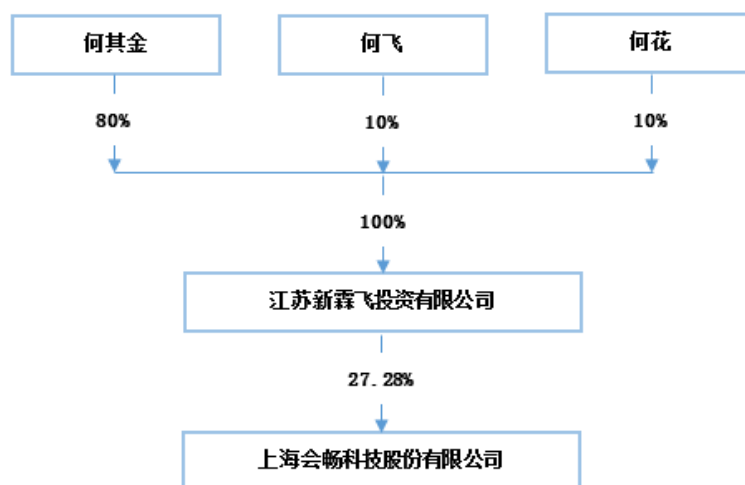 何其金
何飞
何花
80%
10%
10%
100%
江苏新霖飞投资有限公司
27.28%
上海会畅科技股份有限公司